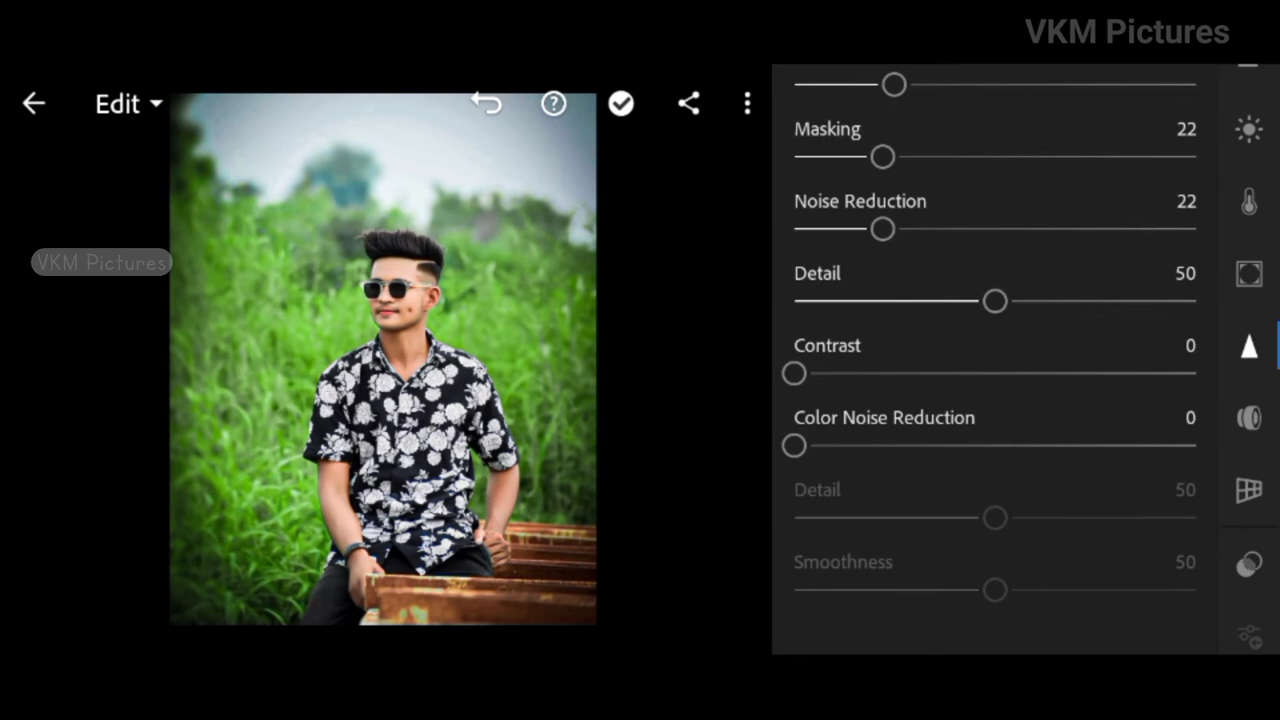 VKM Pictures
Edit
VKM Pictures
Masking 22
Noise Reduction 22
Detail 50
Contrast 0
Color Noise Reduction 0
Detail 50
Smoothness 50